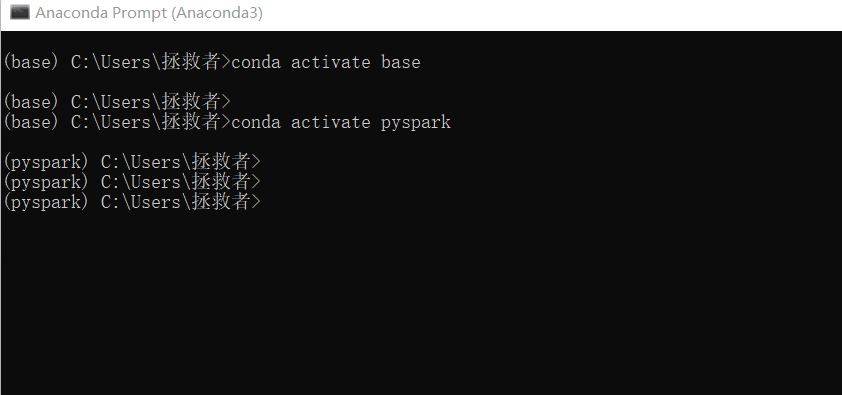 Anaconda Prompt (Anaconda3)
(base) C:\Users\拯救者>conda activate base
(base) C:\Users\拯救者>
(base) C:\Users\拯救者>conda activate pyspark
(pyspark) C:\Users\拯救者>
(pyspark) C:\Users\拯救者>
(pyspark) C:\Users\拯救者>